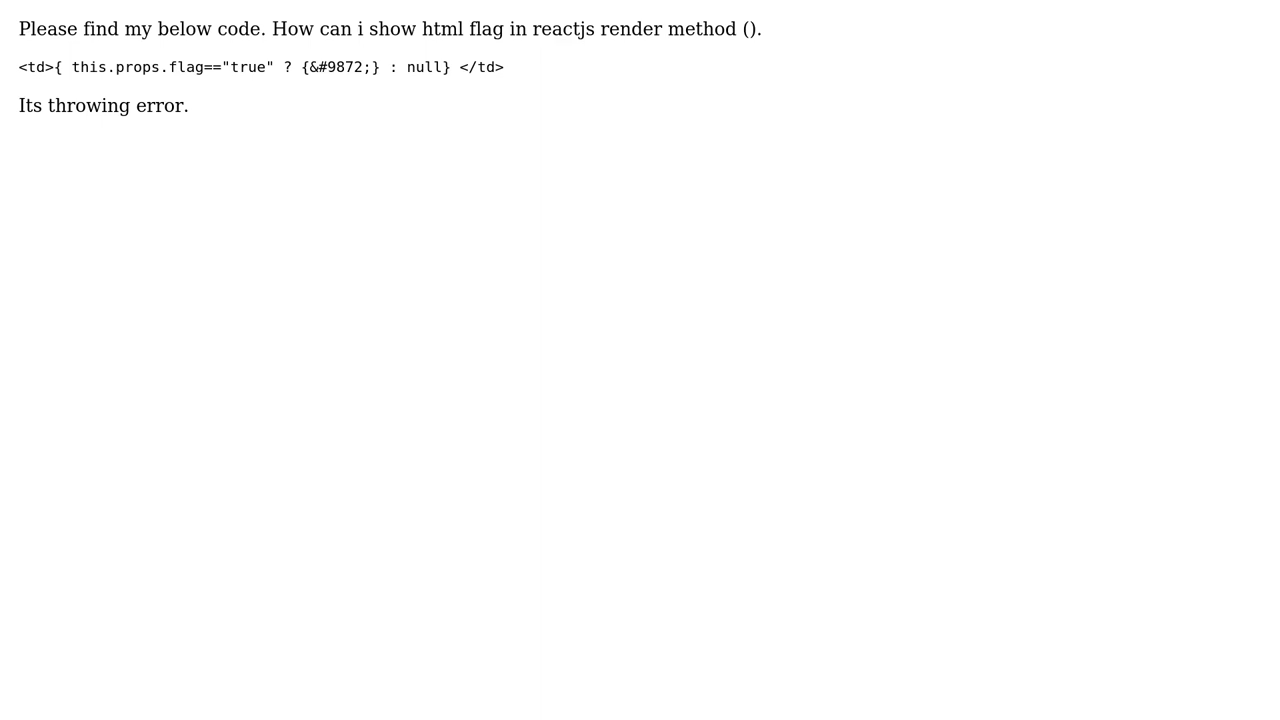 Please find my below code. How can i show html flag in reactjs render method ().
<td>{ this.props.flag=="true" ? {&#9872;} : null} </td>
Its throwing error.